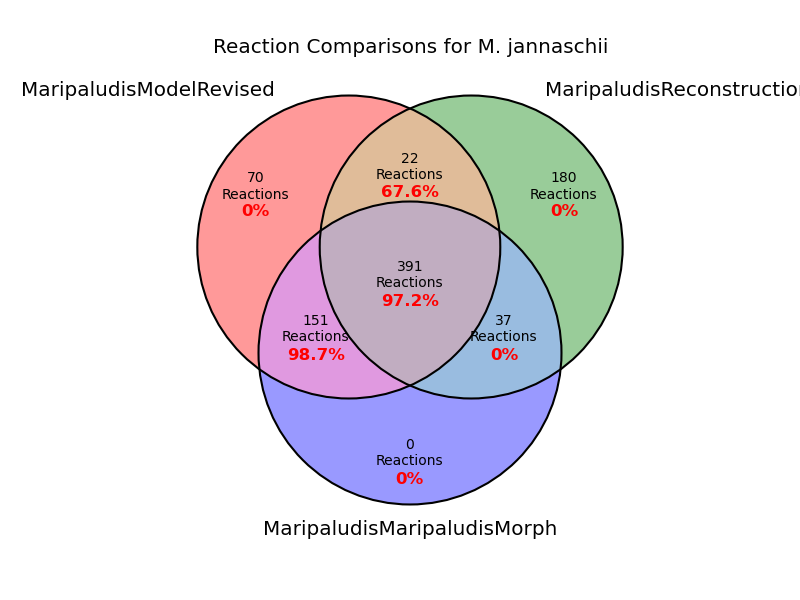 Reaction Comparisons for M. jannaschii
MaripaludisModelRevised
MaripaludisReconstruction
22
Reactions
67.6%
70
Reactions
0%
180
Reactions
0%
391
Reactions
97.2%
151
Reactions
98.7%
37
Reactions
0%
0
Reactions
0%
MaripaludisMaripaludisMorph